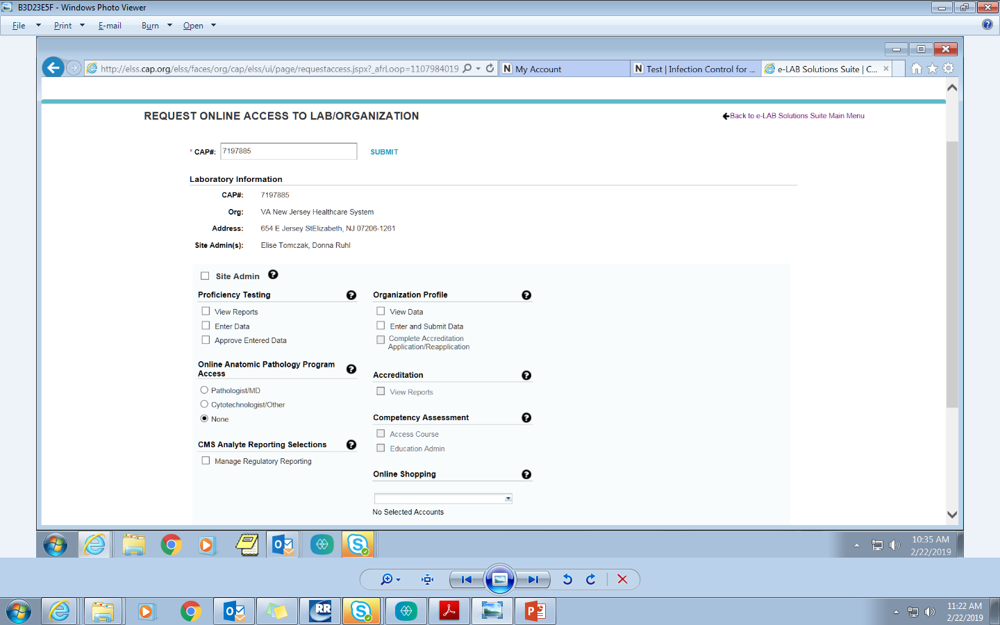 B3D23E5F - Windows Photo Viewer
File Print E-mail Burn Open
http://elss.cap.org/elss/faces/org/cap/elss/ui/page/requestaccess.jspx?_afrLoop=1107984019
N My Account
N Test | Infection Control for ...
e-LAB Solutions Suite | C...
REQUEST ONLINE ACCESS TO LAB/ORGANIZATION
Back to e-LAB Solutions Suite Main Menu
* CAP#: 7197885 SUBMIT
Laboratory Information
CAP#: 7197885
Org: VA New Jersey Healthcare System
Address: 654 E Jersey StElizabeth, NJ 07206-1261
Site Admin(s): Elise Tomczak, Donna Ruhl
Site Admin ?
Proficiency Testing ?
View Reports
Enter Data
Approve Entered Data
Online Anatomic Pathology Program
Access ?
Pathologist/MD
Cytotechnologist/Other
None
CMS Analyte Reporting Selections ?
Manage Regulatory Reporting
Organization Profile ?
View Data
Enter and Submit Data
Complete Accreditation
Application/Reapplication
Accreditation ?
View Reports
Competency Assessment ?
Access Course
Education Admin
Online Shopping ?
No Selected Accounts
10:35 AM
2/22/2019
11:22 AM
2/22/2019